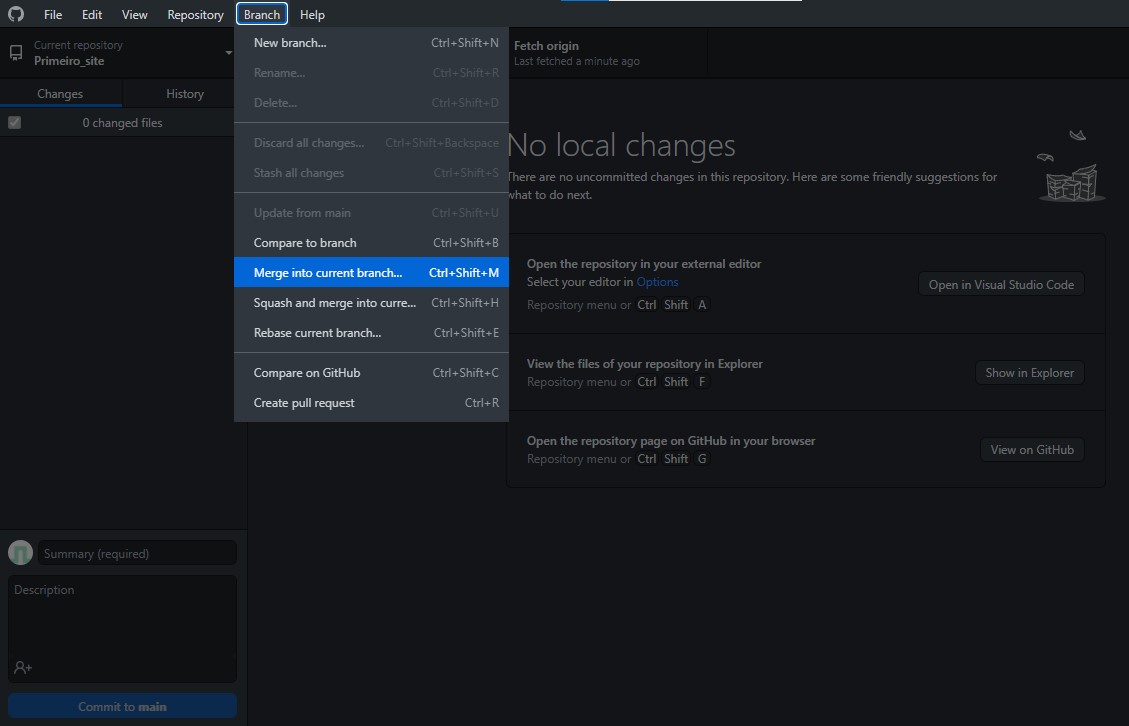 File Edit View Repository Branch Help
Current repository
Primeiro_site
Fetch origin
Last fetched a minute ago
Changes History
0 changed files
New branch... Ctrl+Shift+N
Rename... Ctrl+Shift+R
Delete... Ctrl+Shift+D
Discard all changes... Ctrl+Shift+Backspace
Stash all changes Ctrl+Shift+S
Update from main Ctrl+Shift+U
Compare to branch Ctrl+Shift+B
Merge into current branch... Ctrl+Shift+M
Squash and merge into curre... Ctrl+Shift+H
Rebase current branch... Ctrl+Shift+E
Compare on GitHub Ctrl+Shift+C
Create pull request Ctrl+R
No local changes
There are no uncommitted changes in this repository. Here are some friendly suggestions for
what to do next.
Open the repository in your external editor
Select your editor in Options
Repository menu or Ctrl Shift A
Open in Visual Studio Code
View the files of your repository in Explorer
Repository menu or Ctrl Shift F
Show in Explorer
Open the repository page on GitHub in your browser
Repository menu or Ctrl Shift G
View on GitHub
Summary (required)
Description
Commit to main